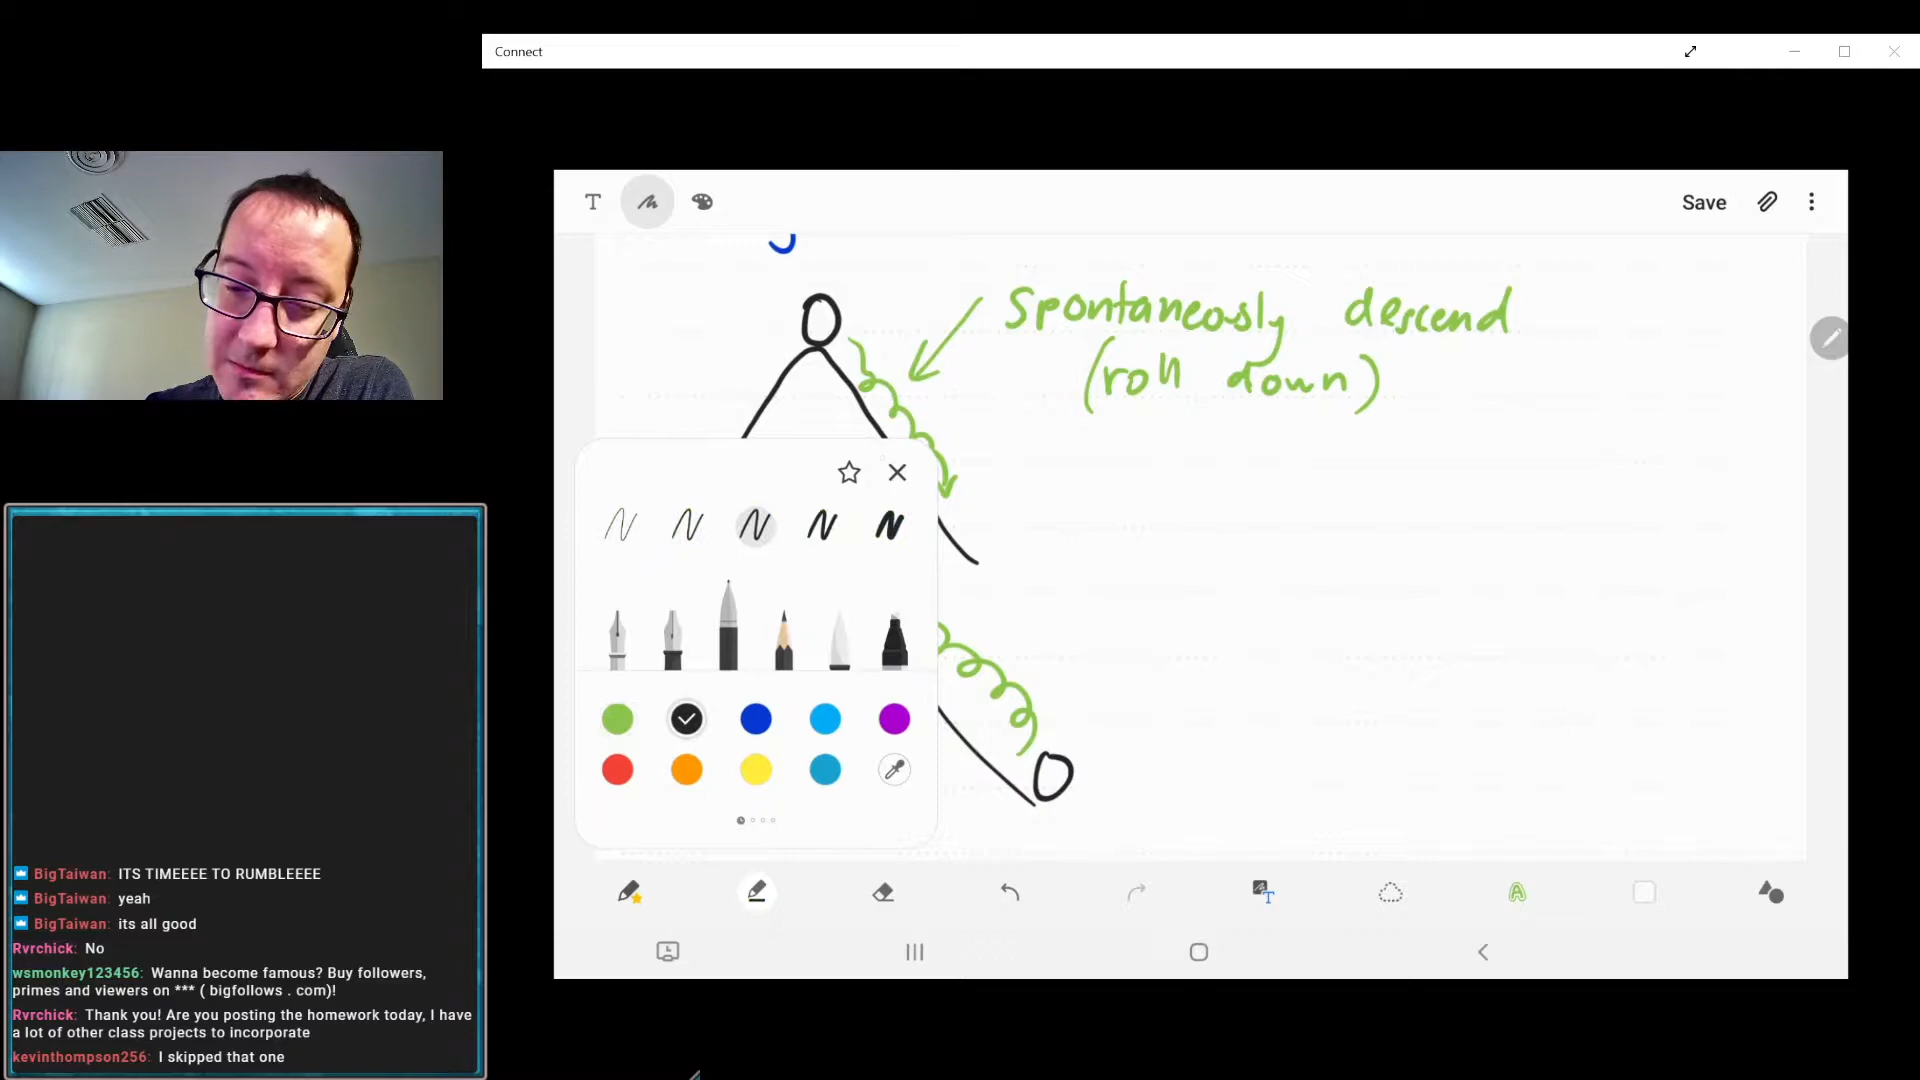 Connect
T
Save
Spontaneosly descend
(roll down)
BigTaiwan: ITS TIMEEEE TO RUMBLEEEE
BigTaiwan: yeah
BigTaiwan: its all good
Rvrchick: No
wsmonkey123456: Wanna become famous? Buy followers,
primes and viewers on *** ( bigfollows . com)!
Rvrchick: Thank you! Are you posting the homework today, I have
a lot of other class projects to incorporate
kevinthompson256: I skipped that one